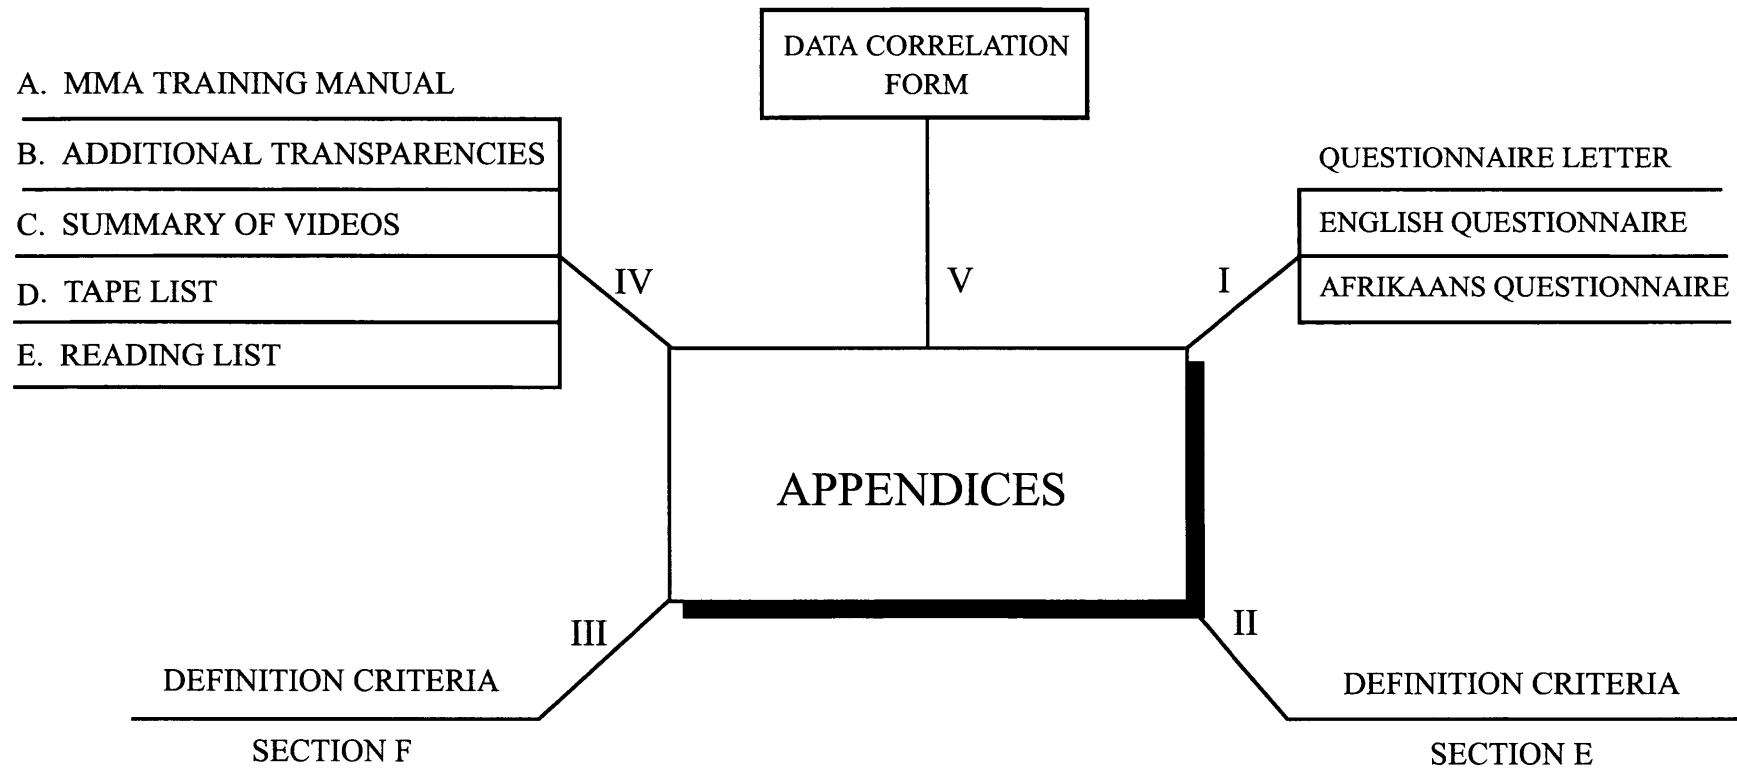 DATA CORRELATION
FORM
A. MMA TRAINING MANUAL
B. ADDITIONAL TRANSPARENCIES
C. SUMMARY OF VIDEOS
D. TAPE LIST
E. READING LIST
IV
V
I
QUESTIONNAIRE LETTER
ENGLISH QUESTIONNAIRE
AFRIKAANS QUESTIONNAIRE
APPENDICES
III
DEFINITION CRITERIA
SECTION F
II
DEFINITION CRITERIA
SECTION E